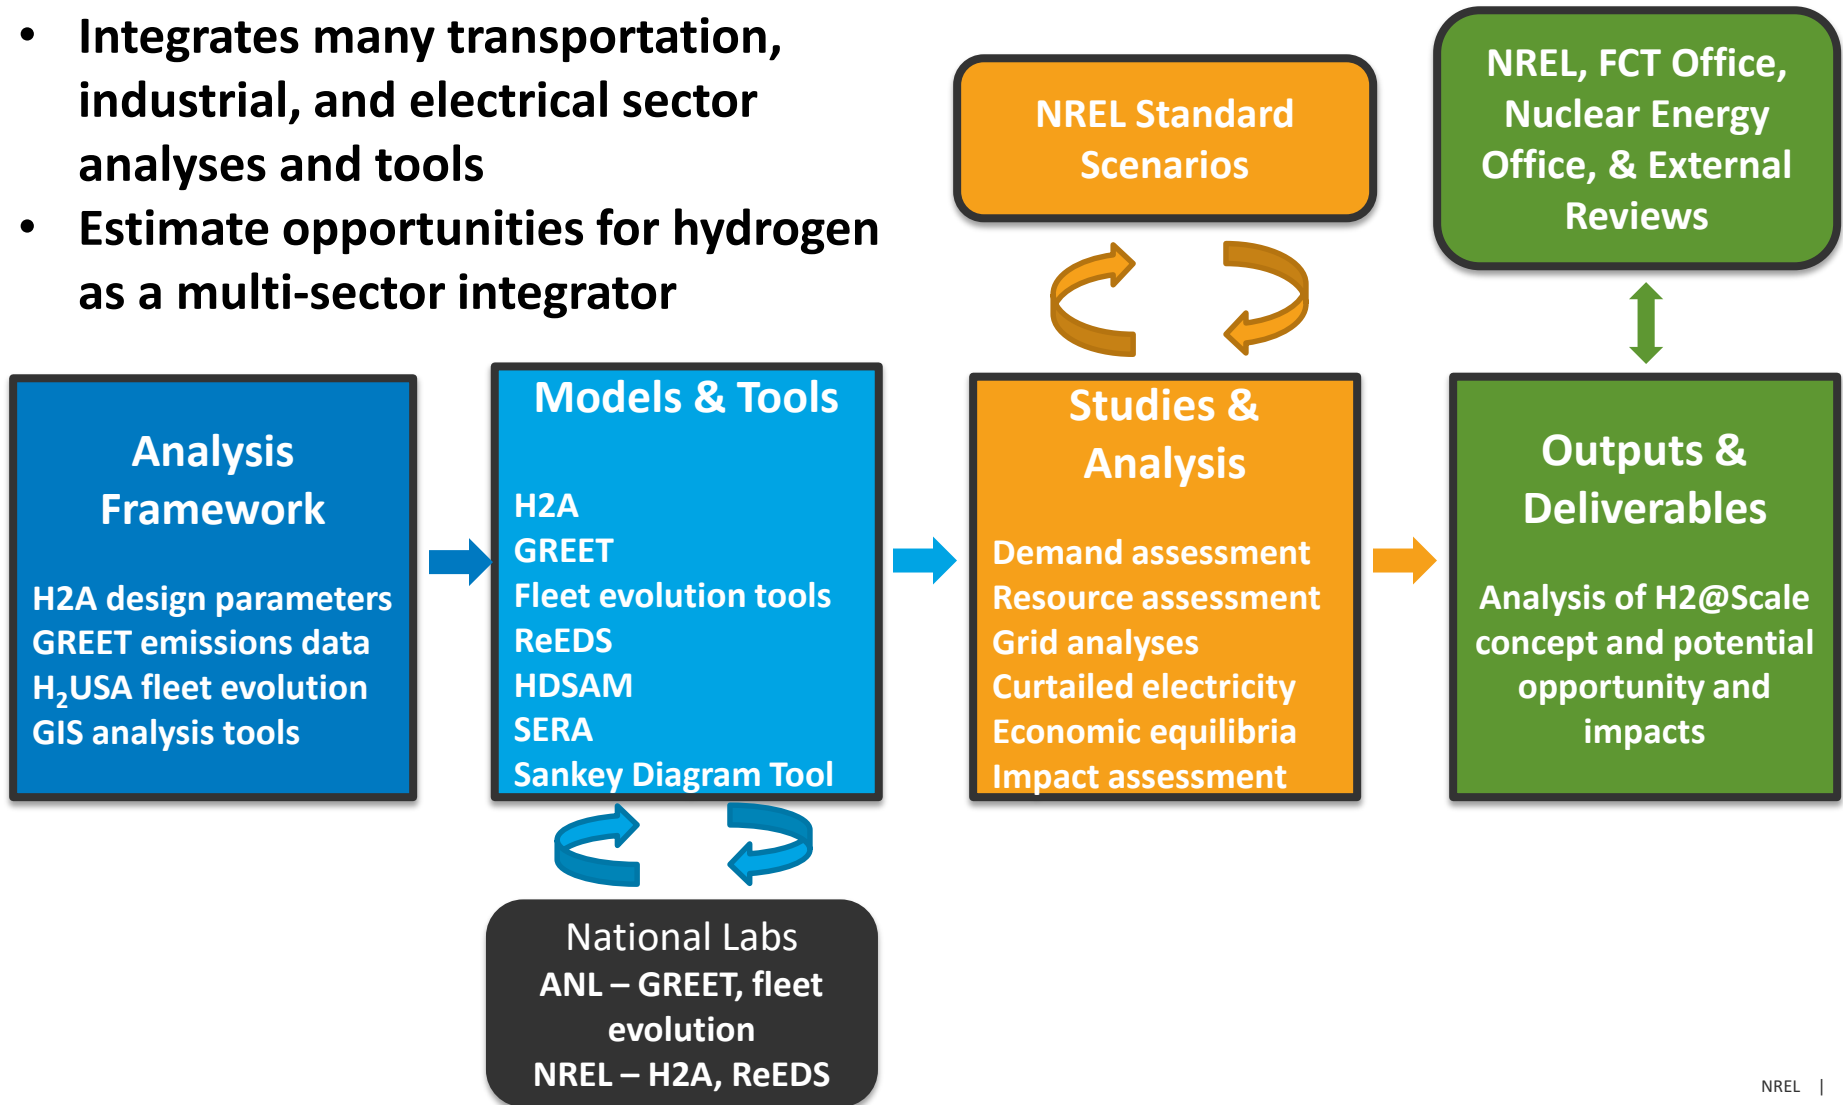 • Integrates many transportation,
industrial, and electrical sector
analyses and tools
• Estimate opportunities for hydrogen
as a multi-sector integrator
NREL Standard
Scenarios
NREL, FCT Office,
Nuclear Energy
Office, & External
Reviews
Analysis
Framework
H2A design parameters
GREET emissions data
H₂USA fleet evolution
GIS analysis tools
Models & Tools
H2A
GREET
Fleet evolution tools
ReEDS
HDSAM
SERA
Sankey Diagram Tool
Studies &
Analysis
Demand assessment
Resource assessment
Grid analyses
Curtailed electricity
Economic equilibria
Impact assessment
Outputs &
Deliverables
Analysis of H2@Scale
concept and potential
opportunity and
impacts
National Labs
ANL – GREET, fleet
evolution
NREL – H2A, ReEDS
NREL |